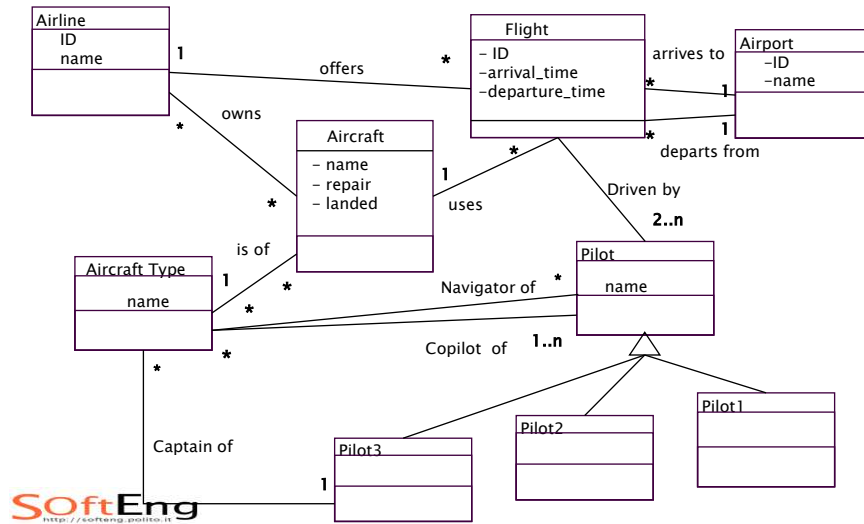 Airline
ID
name
1
offers
*
Flight
- ID
-arrival_time
-departure_time
arrives to
*
1
Airport
-ID
-name
*
1
departs from
owns
*
*
Aircraft
- name
- repair
- landed
1
uses
*
Driven by
2..n
is of
1
*
Aircraft Type
name
Pilot
name
Navigator of
*
*
Copilot of
1..n
*
*
Captain of
1
Pilot3
Pilot2
Pilot1
SOftEng
http://softeng.polito.it